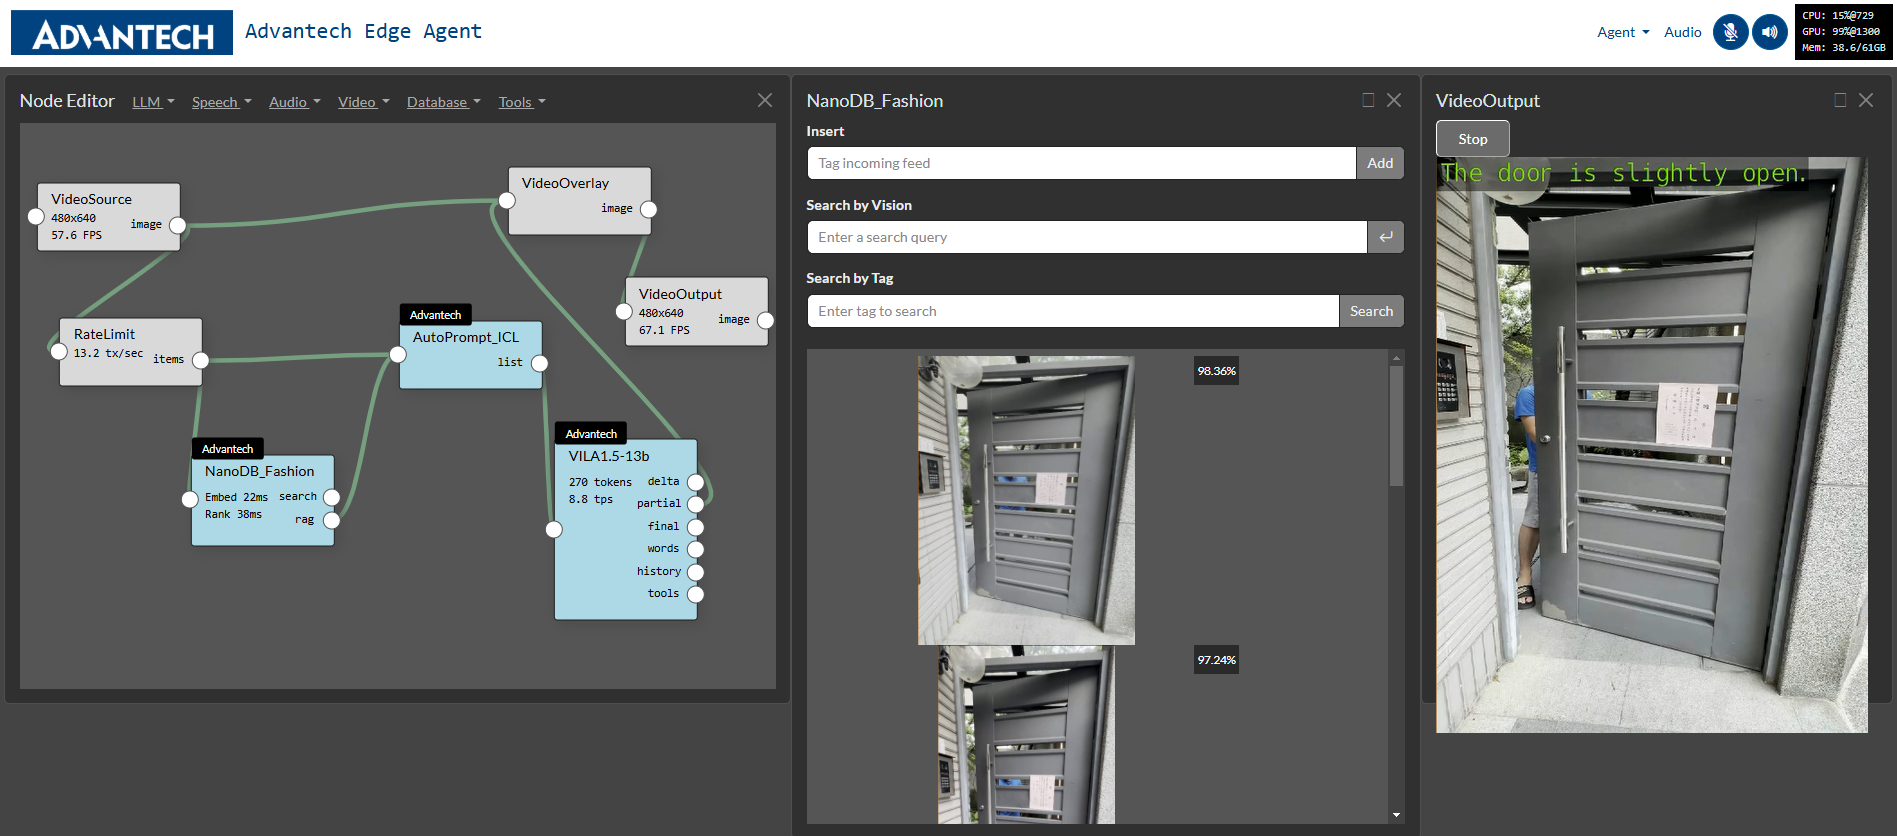 ADVANTECH
Advantech Edge Agent
Agent
Audio
CPU: 15%@729
GPU: 99%@1300
Mem: 38.6/61GB
Node Editor
LLM
Speech
Audio
Video
Database
Tools
VideoSource
480x640
57.6 FPS
image
VideoOverlay
image
VideoOutput
480x640
67.1 FPS
image
RateLimit
13.2 tx/sec
items
Advantech
AutoPrompt_ICL
list
Advantech
NanoDB_Fashion
Embed 22ms
Rank 38ms
search
rag
Advantech
VILA1.5-13b
270 tokens
8.8 tps
delta
partial
final
words
history
tools
NanoDB_Fashion
Insert
Tag incoming feed
Add
Search by Vision
Enter a search query
Search by Tag
Enter tag to search
Search
98.36%
97.24%
VideoOutput
Stop
The door is slightly open.